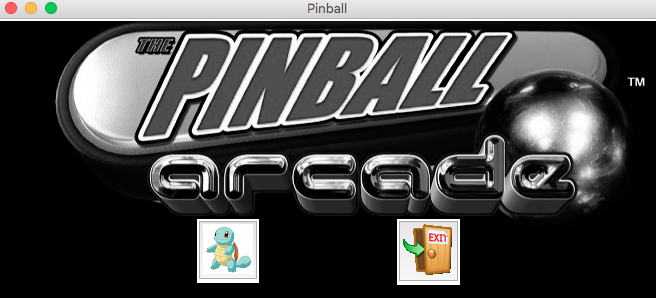 Pinball
THE
PINBALL
TM
arcade
EXIT